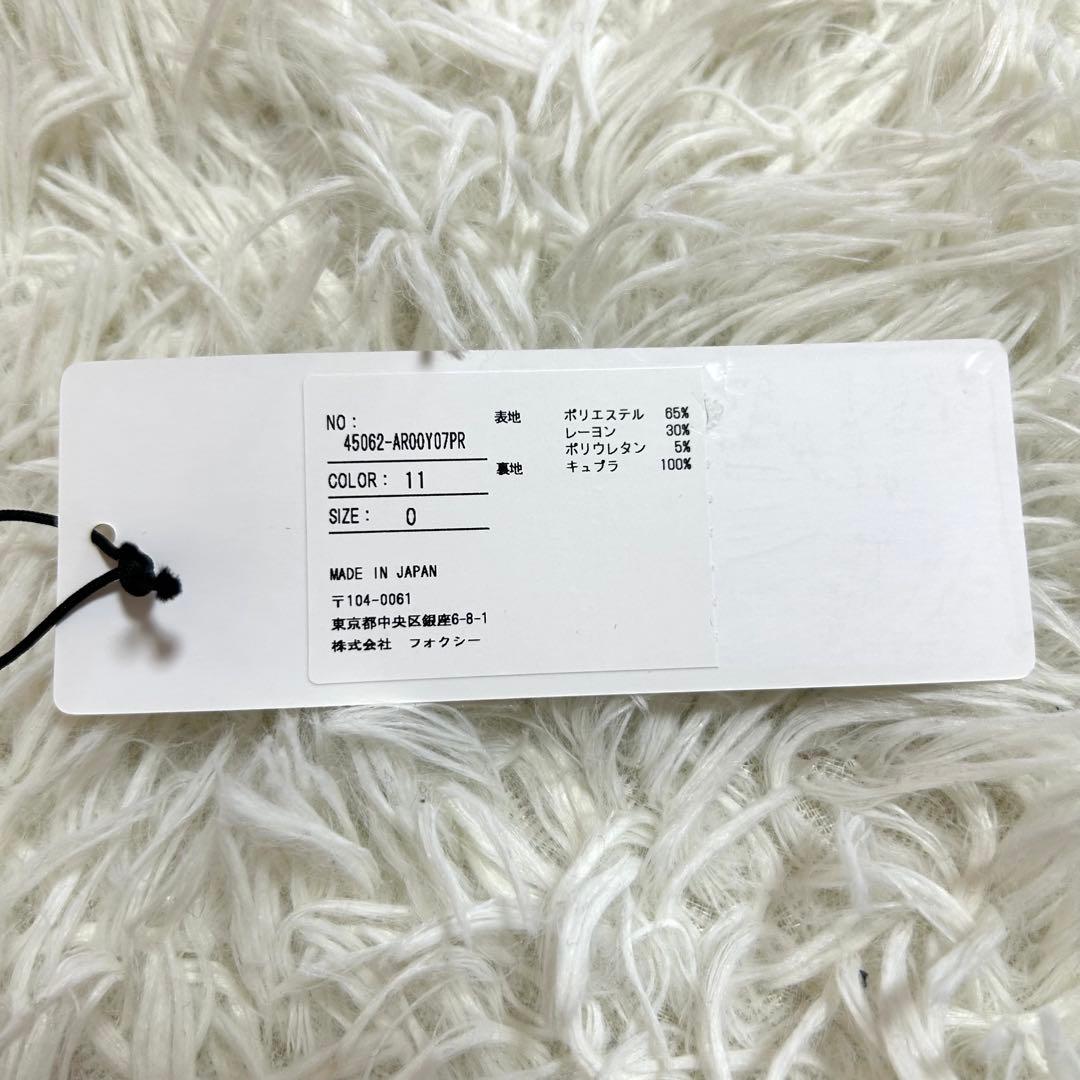 NO:
45062-AR00Y07PR
COLOR: 11
SIZE: 0
表地 ポリエステル 65%
レーヨン 30%
ポリウレタン 5%
裏地 キュプラ 100%
MADE IN JAPAN
〒104-0061
東京都中央区銀座6-8-1
株式会社 フォクシー